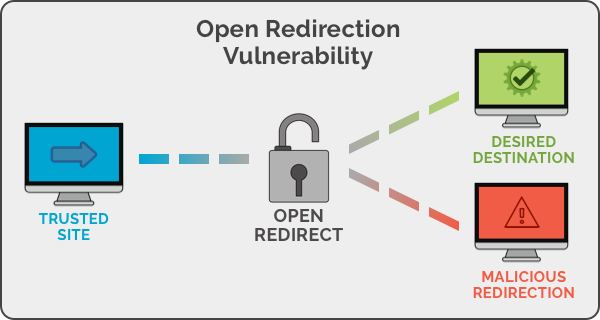 Open Redirection
Vulnerability
TRUSTED
SITE
OPEN
REDIRECT
DESIRED
DESTINATION
MALICIOUS
REDIRECTION